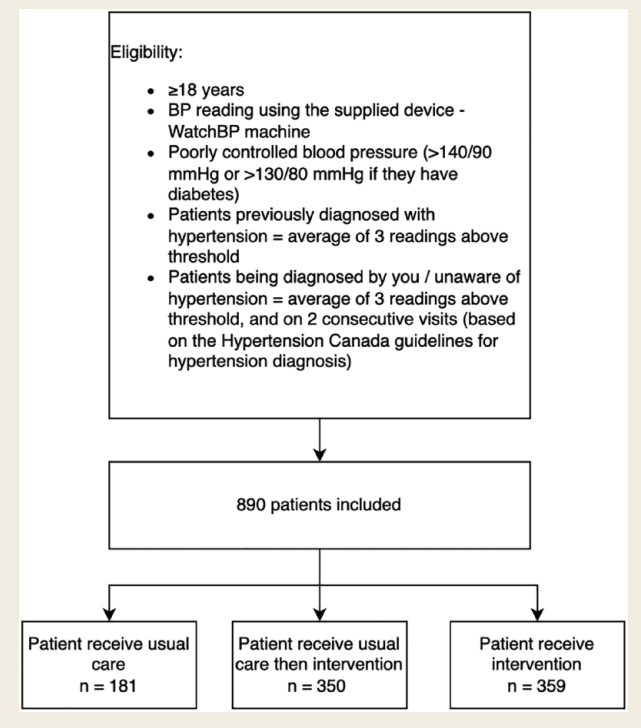 Eligibility:
• ≥18 years
• BP reading using the supplied device -
WatchBP machine
• Poorly controlled blood pressure (>140/90
mmHg or >130/80 mmHg if they have
diabetes)
• Patients previously diagnosed with
hypertension = average of 3 readings above
threshold
• Patients being diagnosed by you / unaware of
hypertension = average of 3 readings above
threshold, and on 2 consecutive visits (based
on the Hypertension Canada guidelines for
hypertension diagnosis)
890 patients included
Patient receive usual
care
n = 181
Patient receive usual
care then intervention
n = 350
Patient receive
intervention
n = 359